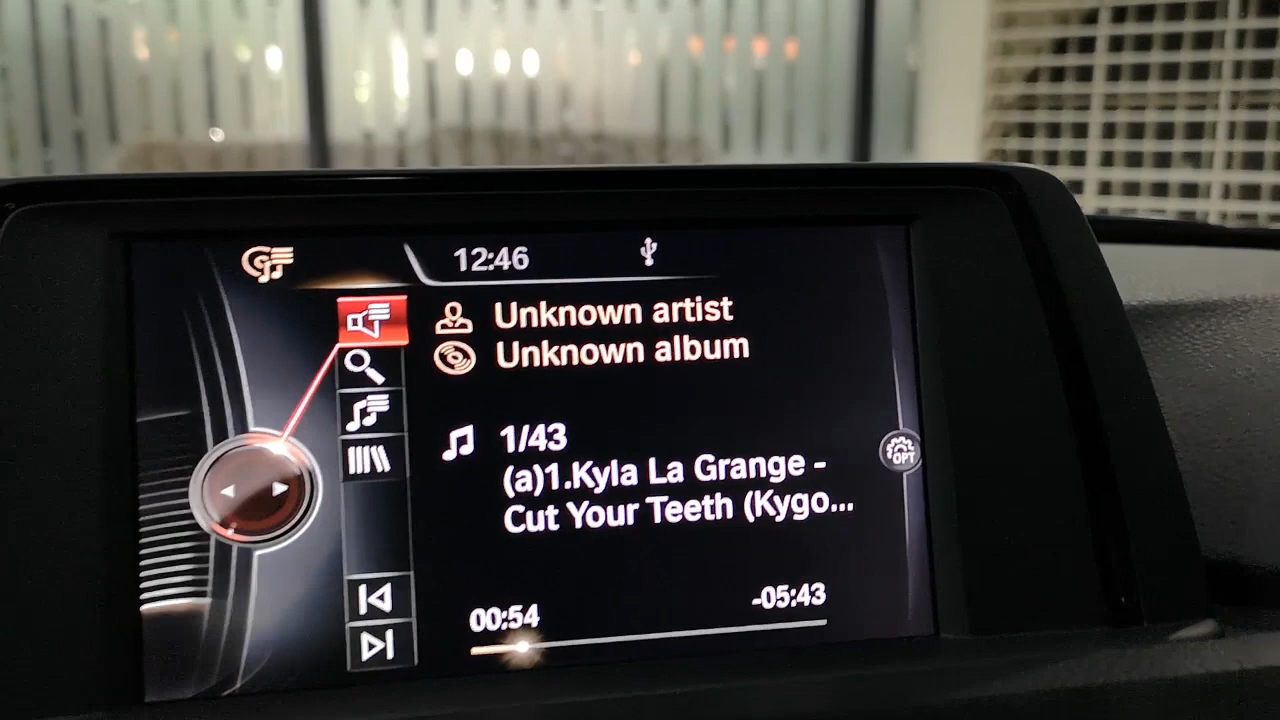 12:46
Unknown artist
Unknown album
1/43
(a)1.Kyla La Grange -
Cut Your Teeth (Kygo...
OPT
00:54
-05:43